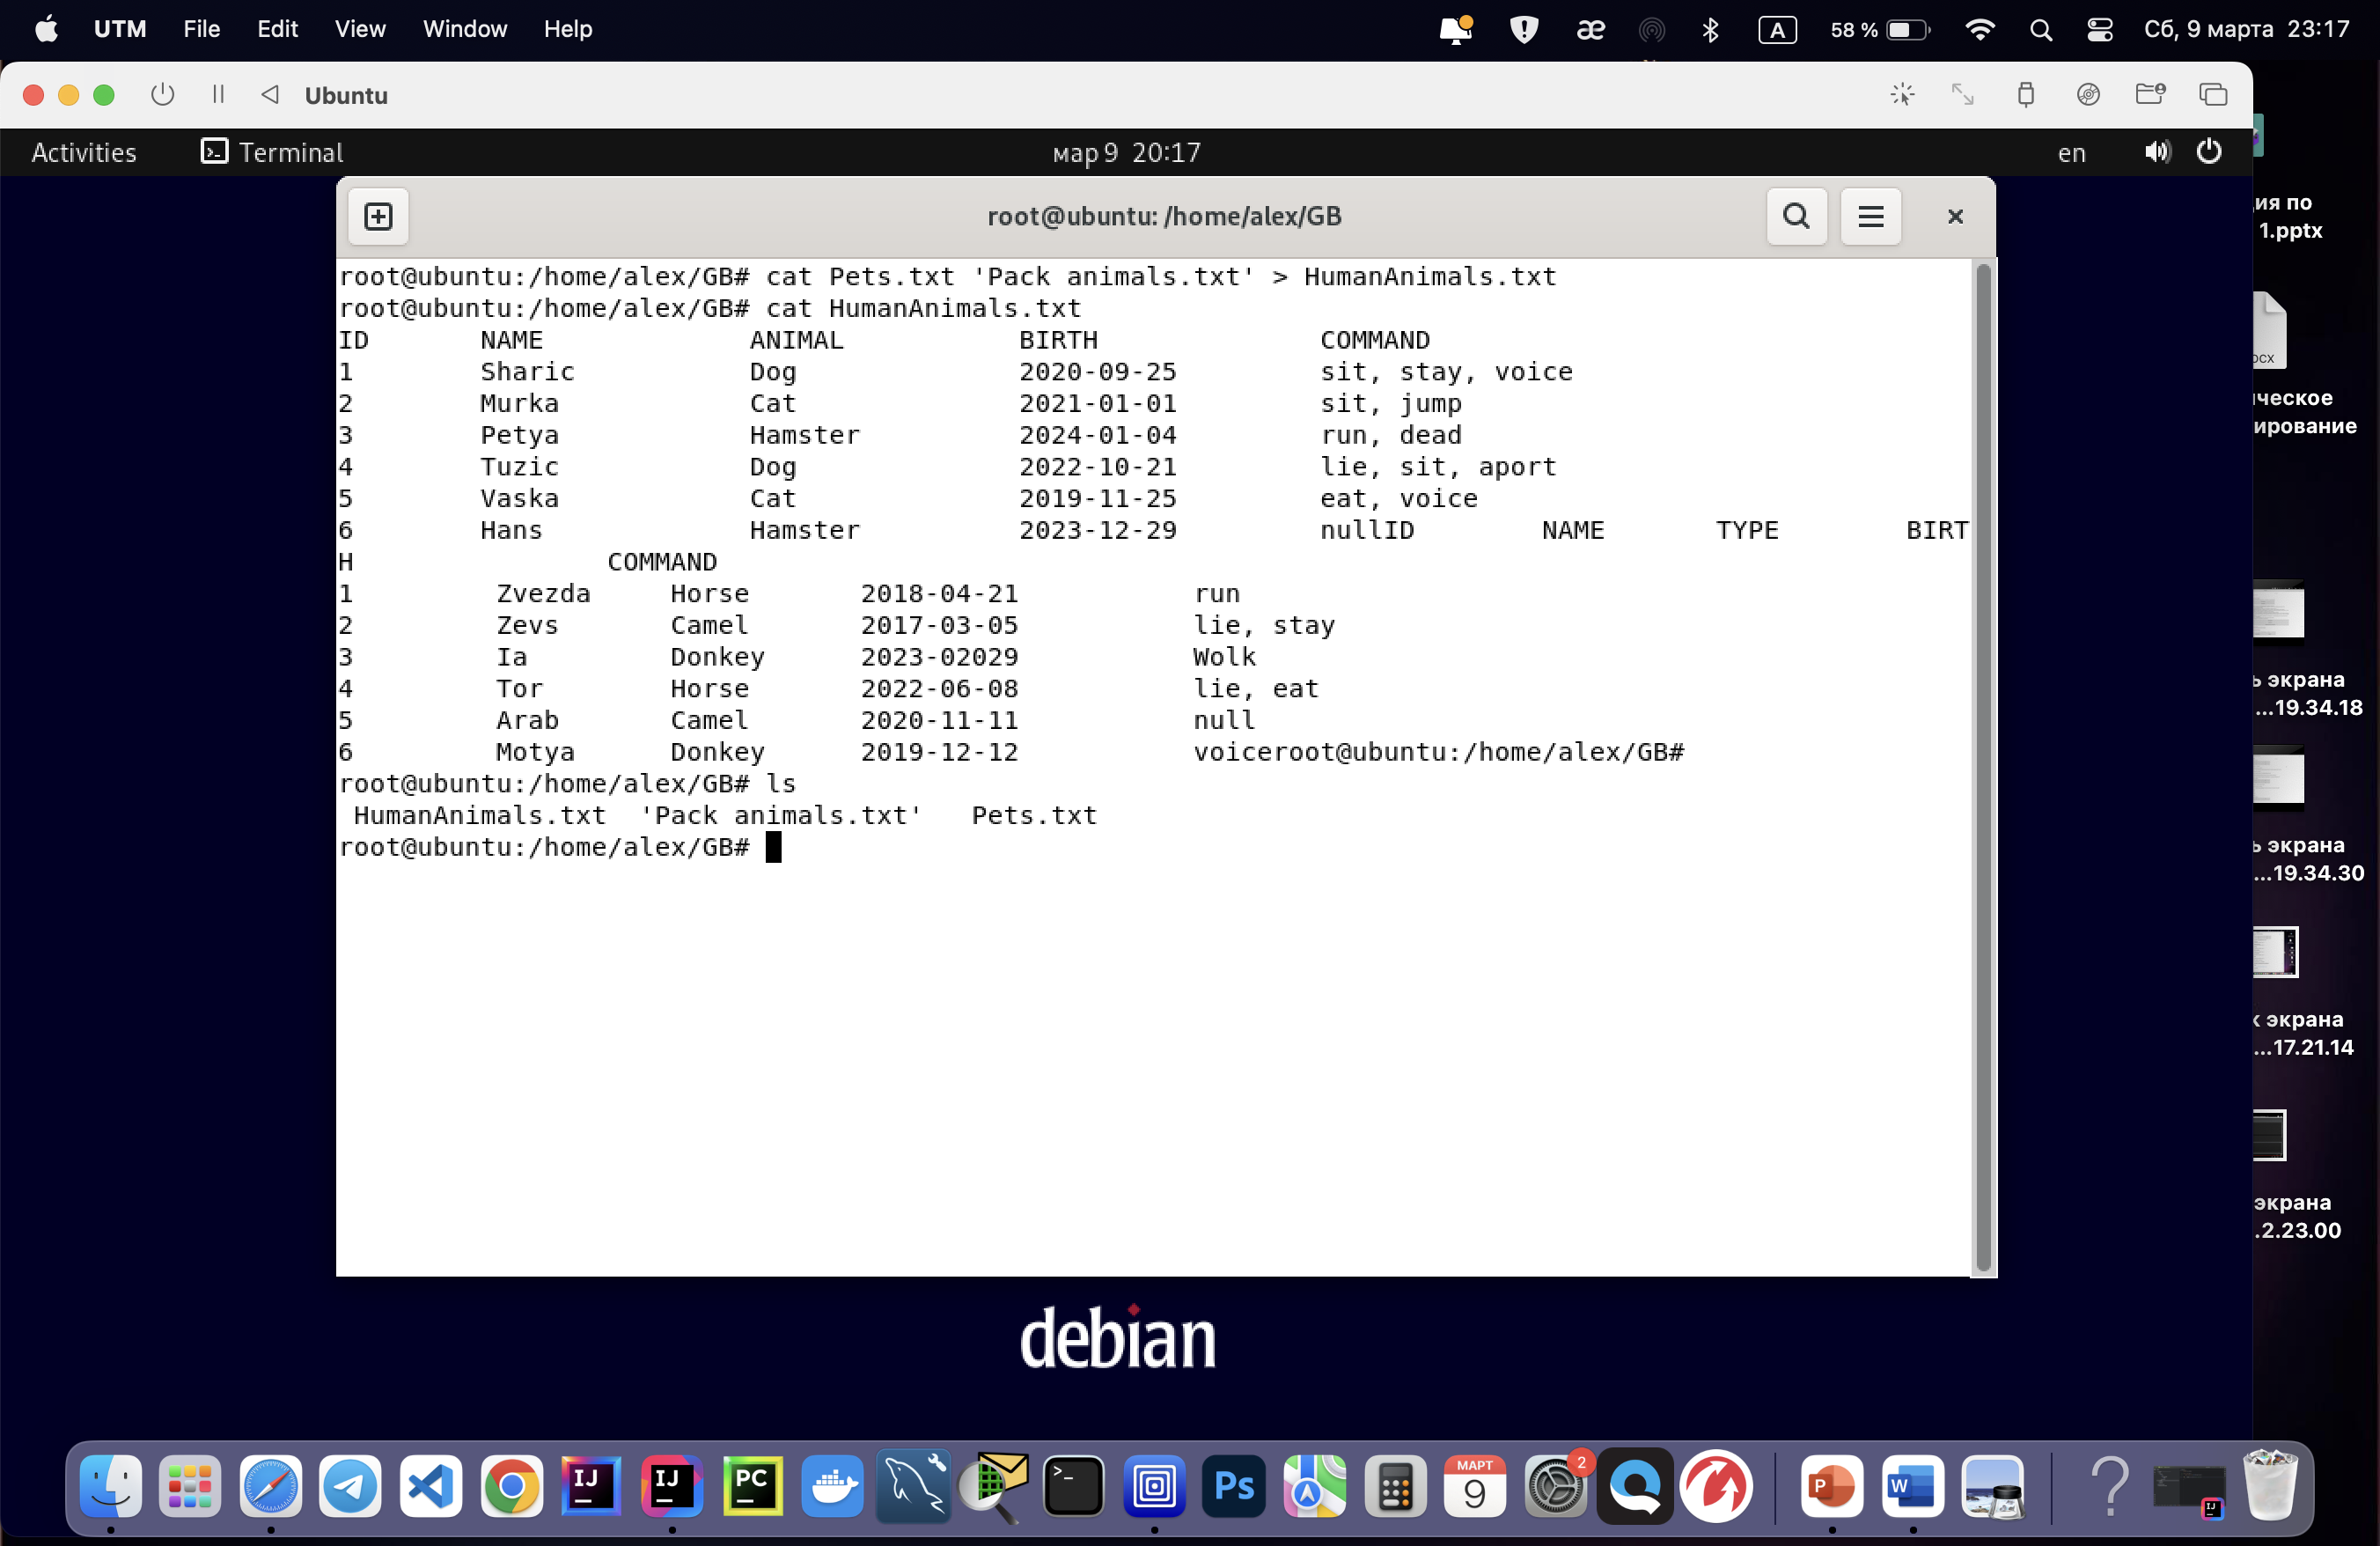 UTM File Edit View Window Help A 58 % Сб, 9 марта 23:17
Ubuntu
Activities Terminal мар 9 20:17 en
root@ubuntu: /home/alex/GB
root@ubuntu:/home/alex/GB# cat Pets.txt 'Pack animals.txt' > HumanAnimals.txt
root@ubuntu:/home/alex/GB# cat HumanAnimals.txt
ID NAME ANIMAL BIRTH COMMAND
1 Sharic Dog 2020-09-25 sit, stay, voice
2 Murka Cat 2021-01-01 sit, jump
3 Petya Hamster 2024-01-04 run, dead
4 Tuzic Dog 2022-10-21 lie, sit, aport
5 Vaska Cat 2019-11-25 eat, voice
6 Hans Hamster 2023-12-29 nullID NAME TYPE BIRT
H COMMAND
1 Zvezda Horse 2018-04-21 run
2 Zevs Camel 2017-03-05 lie, stay
3 Ia Donkey 2023-02029 Wolk
4 Tor Horse 2022-06-08 lie, eat
5 Arab Camel 2020-11-11 null
6 Motya Donkey 2019-12-12 voiceroot@ubuntu:/home/alex/GB#
root@ubuntu:/home/alex/GB# ls
HumanAnimals.txt 'Pack animals.txt' Pets.txt
root@ubuntu:/home/alex/GB#
debian
по
1.pptx
экрана
...19.34.18
экрана
...19.34.30
экрана
...17.21.14
экрана
.2.23.00
IJ
IJ
PC
Ps
МАРТ
9
2
P
W
IJ